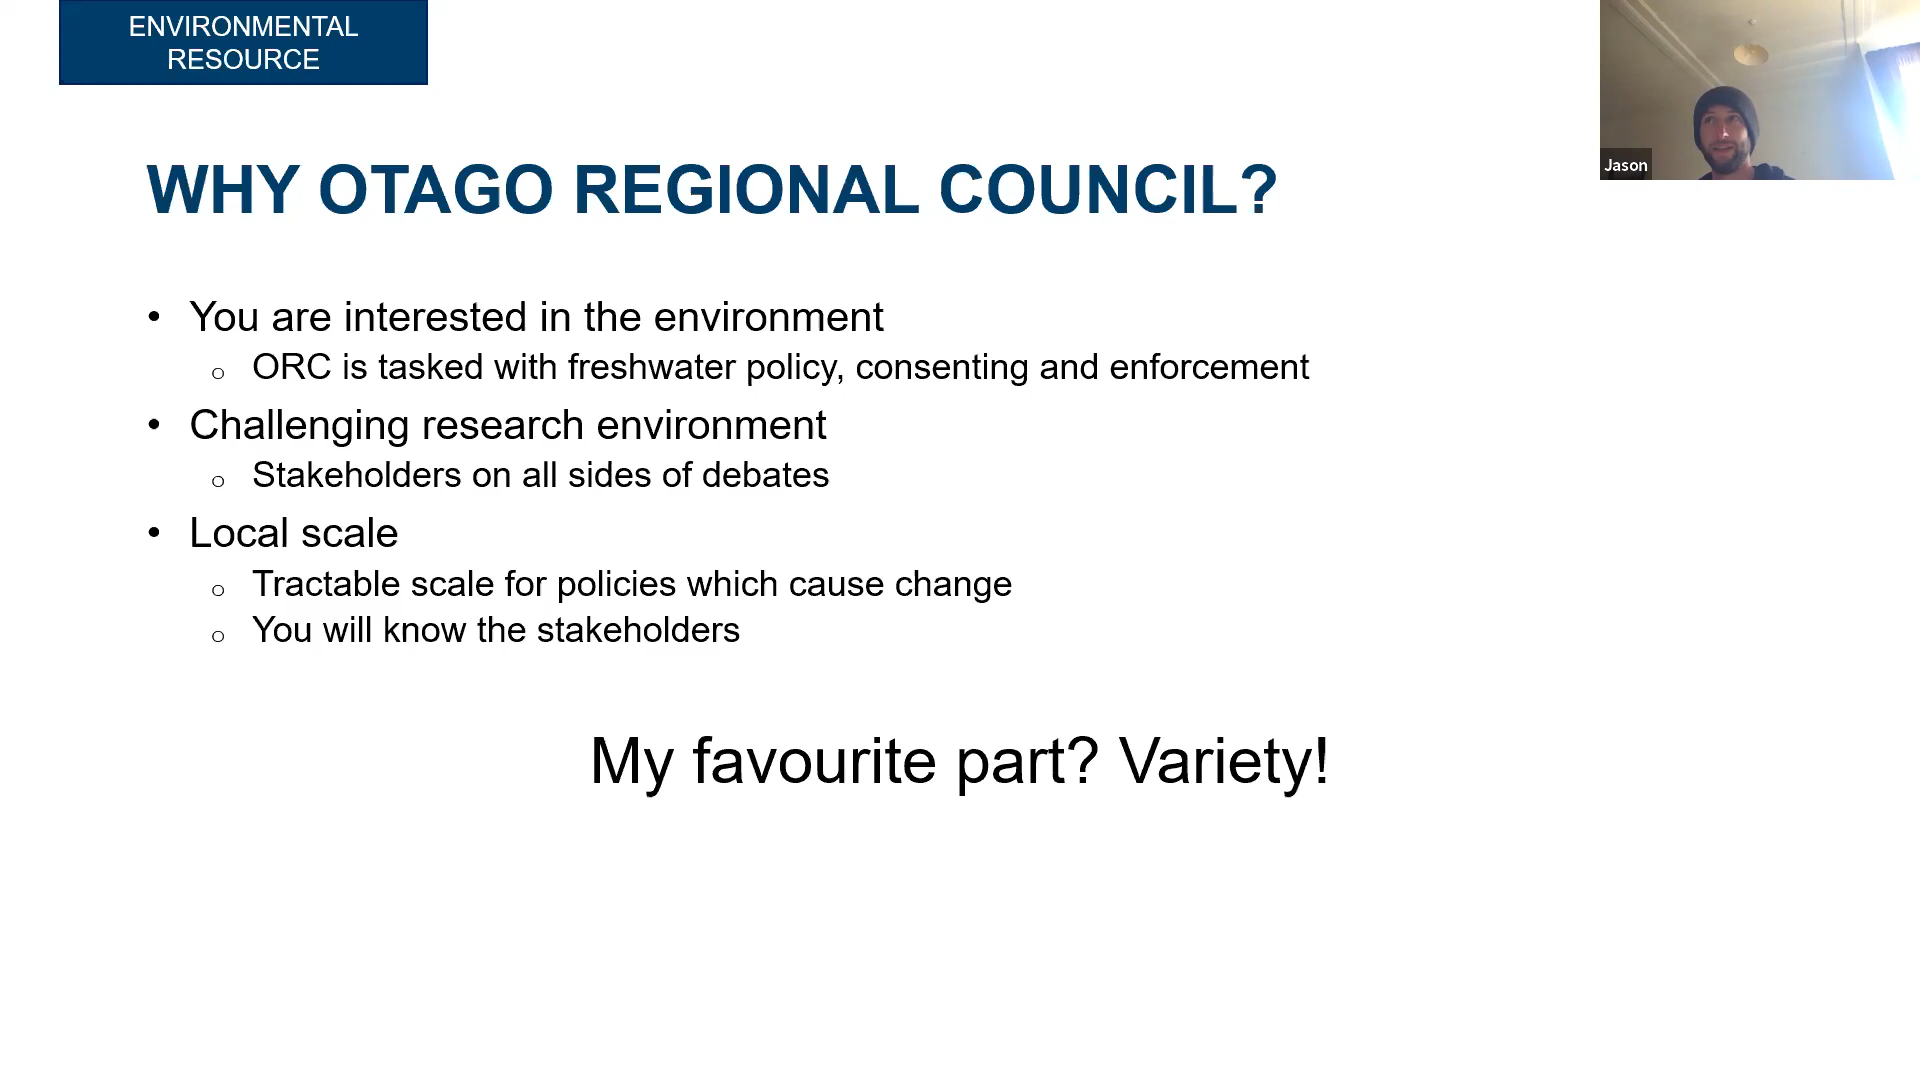 ENVIRONMENTAL
RESOURCE
Jason
WHY OTAGO REGIONAL COUNCIL?
• You are interested in the environment
o ORC is tasked with freshwater policy, consenting and enforcement
• Challenging research environment
o Stakeholders on all sides of debates
• Local scale
o Tractable scale for policies which cause change
o You will know the stakeholders
My favourite part? Variety!